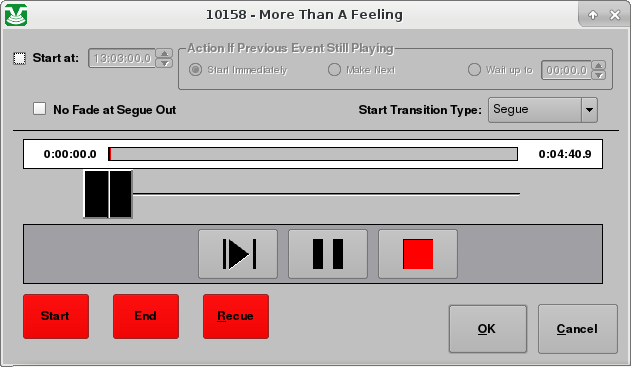 10158 - More Than A Feeling
Action If Previous Event Still Playing
Start at: 13:03:00.0 Start Immediately Make Next Wait up to 00:00.0
No Fade at Segue Out Start Transition Type: Segue
0:00:00.0 0:04:40.9
Start End Recue
OK Cancel